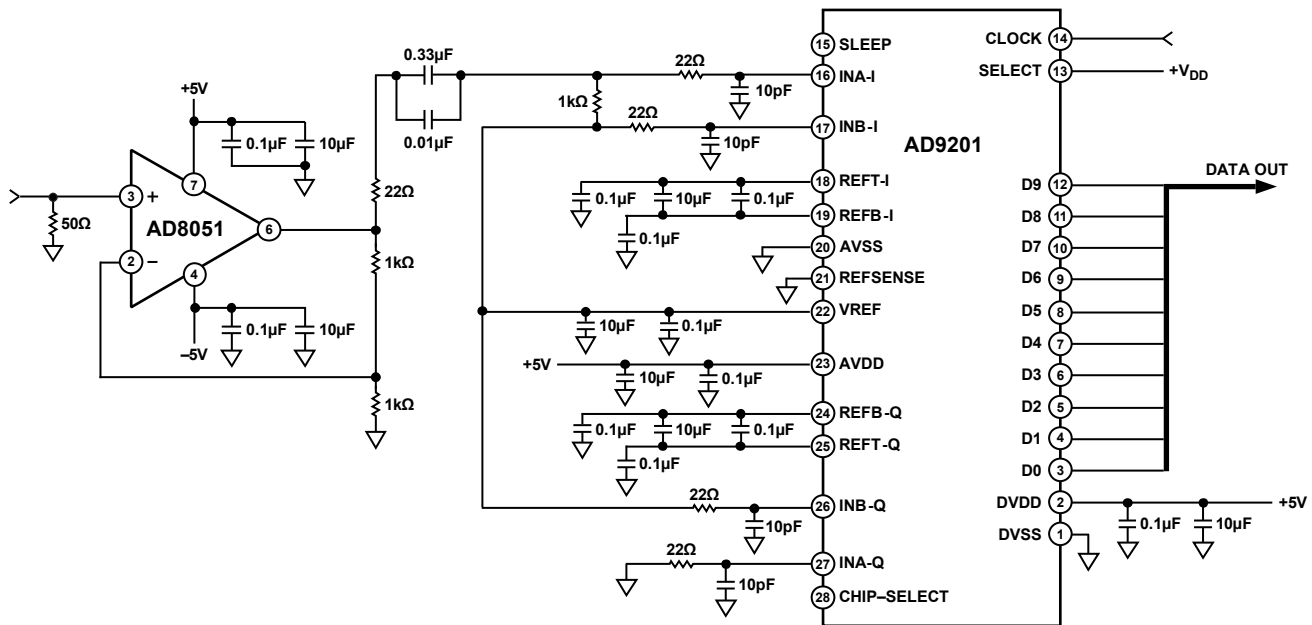 +5V
0.1µF
10µF
3
+
7
50Ω
AD8051
6
2
−
4
–5V
0.1µF
10µF
0.33µF
0.01µF
22Ω
1kΩ
1kΩ
22Ω
10pF
1kΩ
22Ω
10pF
0.1µF
10µF
0.1µF
0.1µF
10µF
0.1µF
+5V
10µF
0.1µF
0.1µF
10µF
0.1µF
0.1µF
22Ω
10pF
22Ω
10pF
AD9201
15 SLEEP
16 INA-I
17 INB-I
18 REFT-I
19 REFB-I
20 AVSS
21 REFSENSE
22 VREF
23 AVDD
24 REFB-Q
25 REFT-Q
26 INB-Q
27 INA-Q
28 CHIP–SELECT
CLOCK 14
SELECT 13
+VDD
DATA OUT
D9 12
D8 11
D7 10
D6 9
D5 8
D4 7
D3 6
D2 5
D1 4
D0 3
DVDD 2
+5V
DVSS 1
0.1µF
10µF